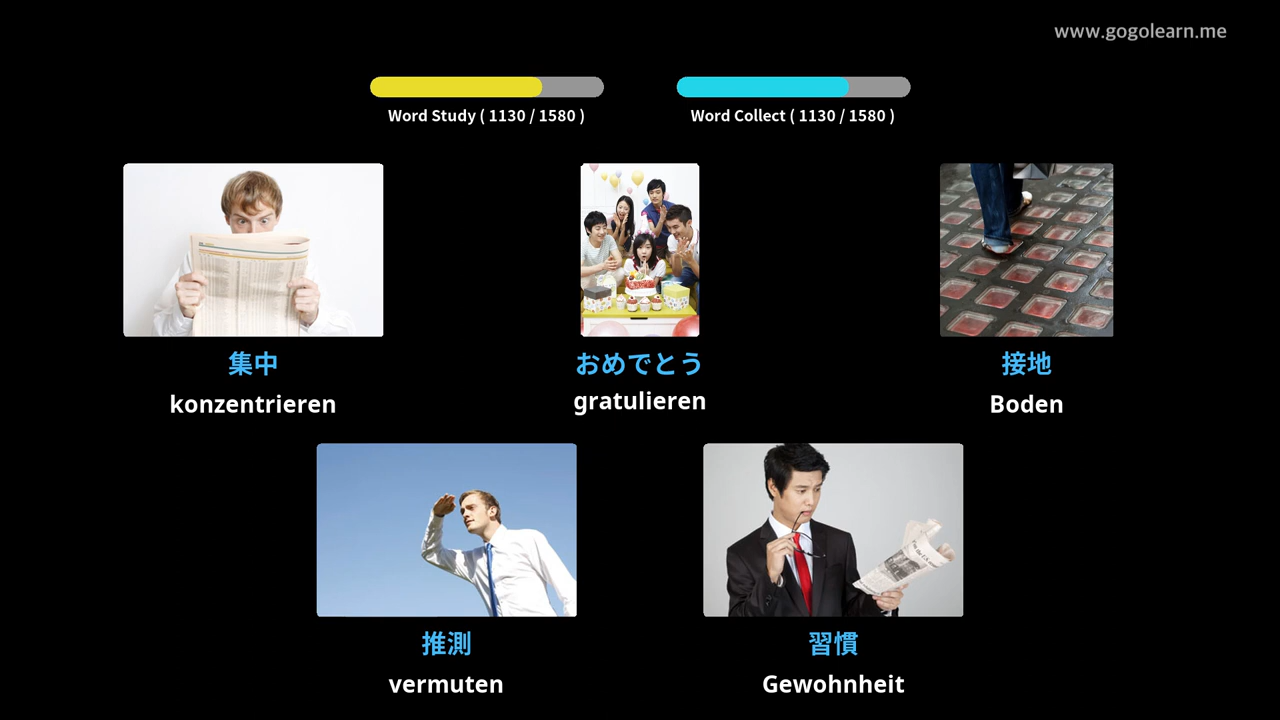 www.gogolearn.me
Word Study ( 1130 / 1580 )
Word Collect ( 1130 / 1580 )
集中
konzentrieren
おめでとう
gratulieren
接地
Boden
推測
vermuten
習慣
Gewohnheit